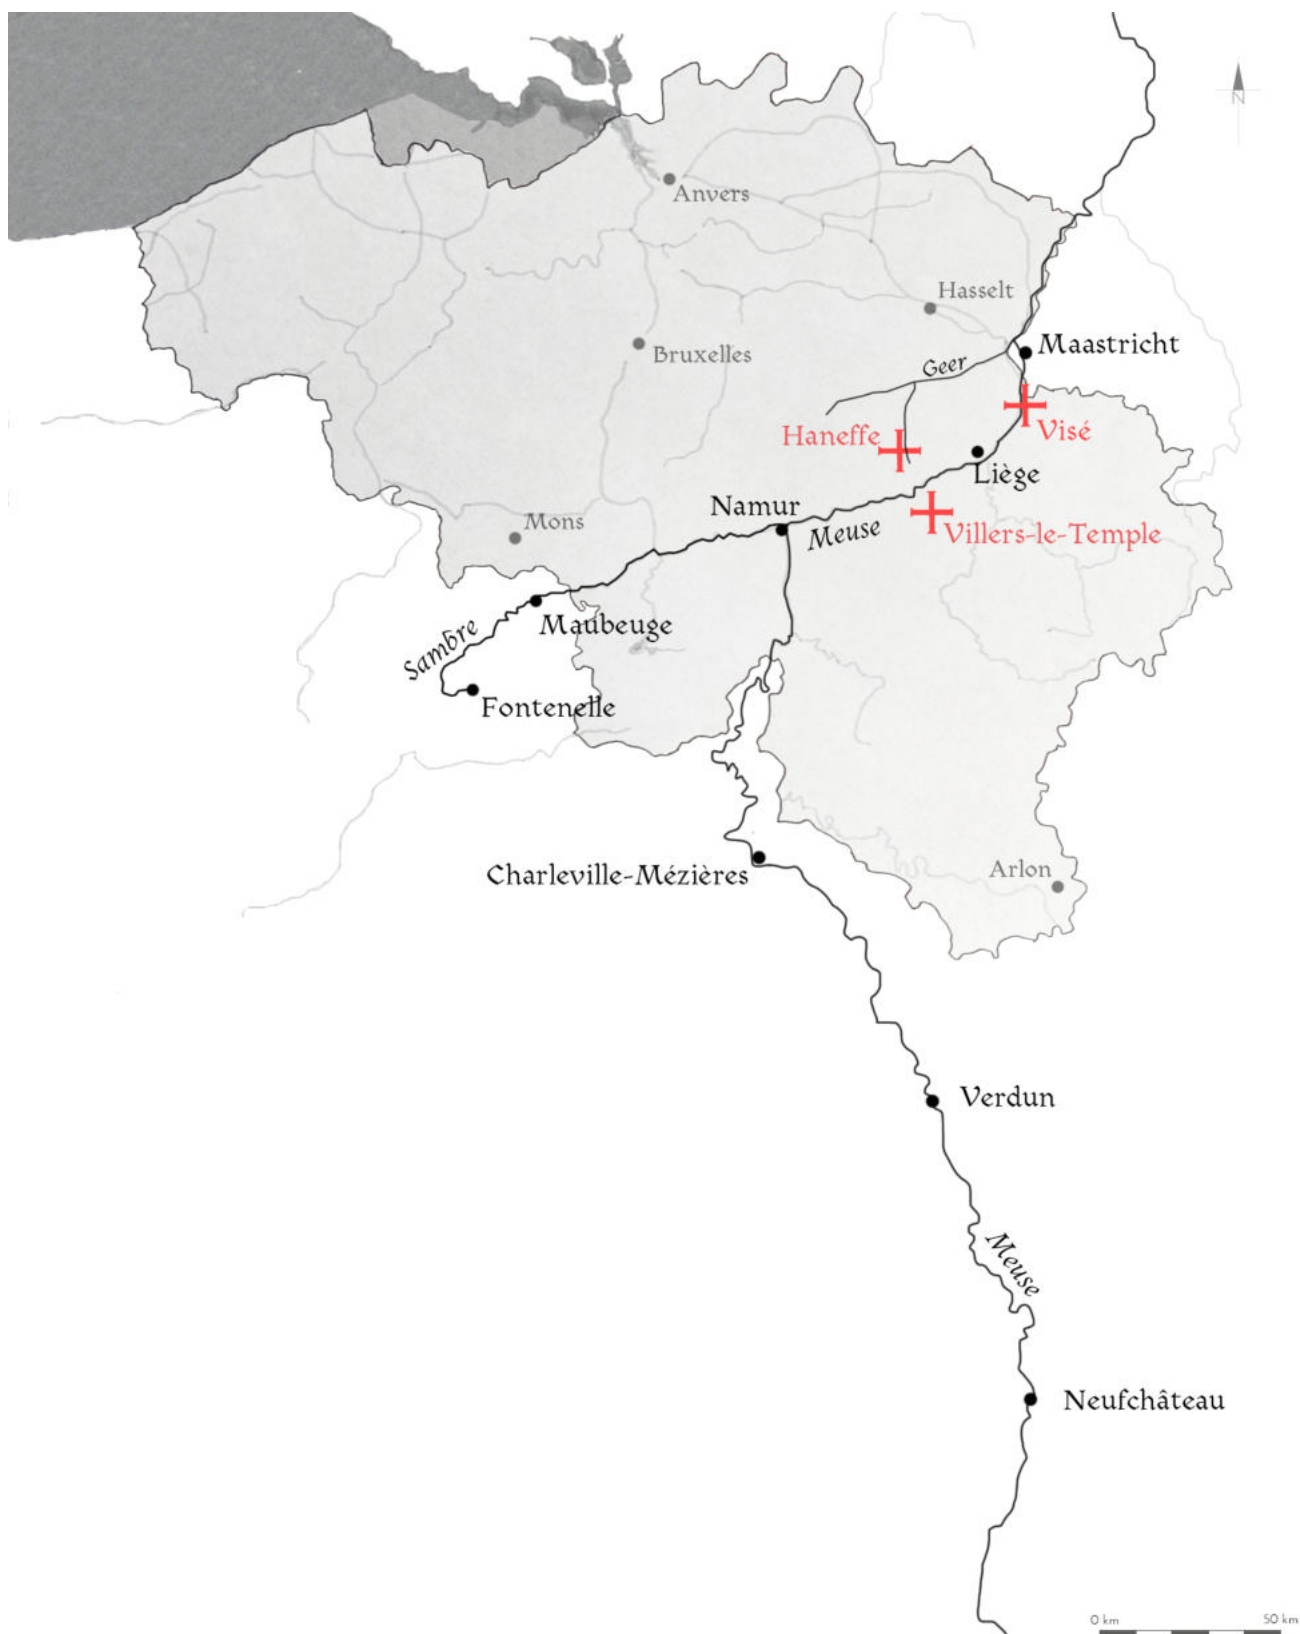 N
Anvers
Hasselt
Maastricht
Bruxelles
Geer
Visé
Haneffe
Liège
Namur
Mons
Meuse
Villers-le-Temple
Maubeuge
Sambre
Fontenelle
Charleville-Mézières
Arlon
Verdun
Meuse
Neufchâteau
0 km
50 km